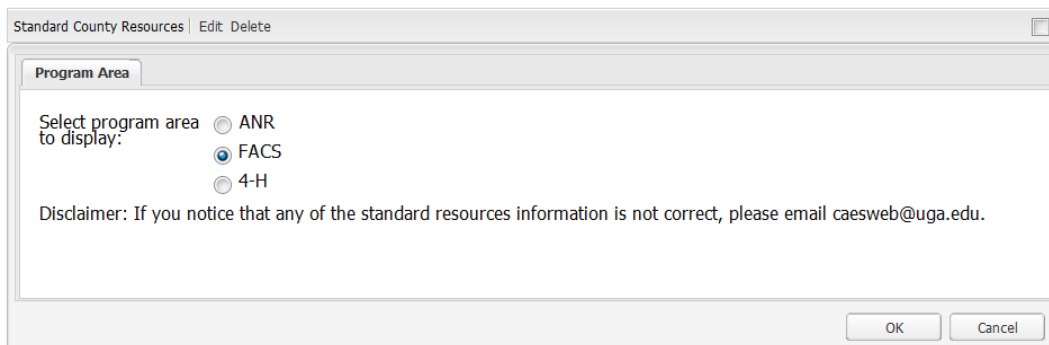 Standard County Resources Edit Delete
Program Area
Select program area
to display:
ANR
FACS
4-H
Disclaimer: If you notice that any of the standard resources information is not correct, please email caesweb@uga.edu.
OK Cancel